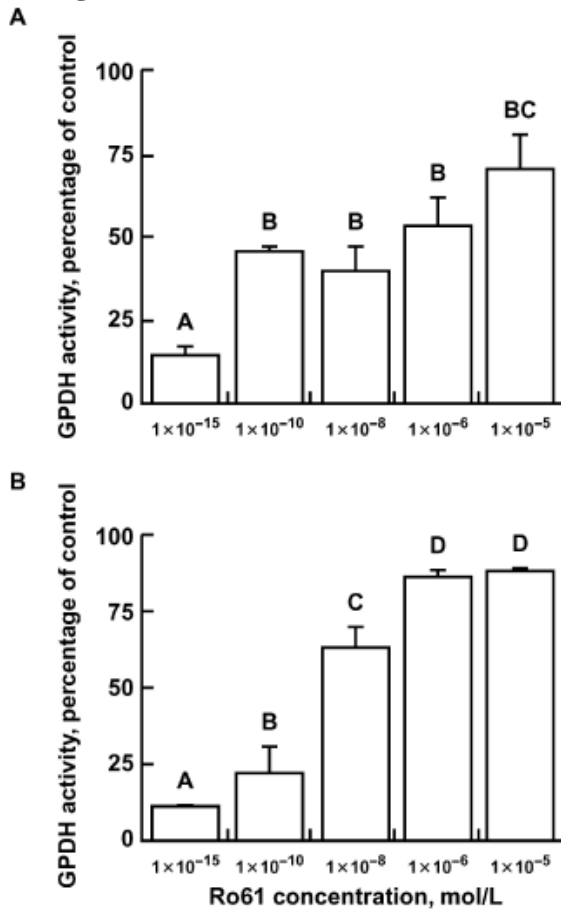 A
GPDH activity, percentage of control
100
75
50
25
0
A
B
B
B
BC
1×10⁻¹⁵
1×10⁻¹⁰
1×10⁻⁸
1×10⁻⁶
1×10⁻⁵
B
GPDH activity, percentage of control
100
75
50
25
0
A
B
C
D
D
1×10⁻¹⁵
1×10⁻¹⁰
1×10⁻⁸
1×10⁻⁶
1×10⁻⁵
Ro61 concentration, mol/L